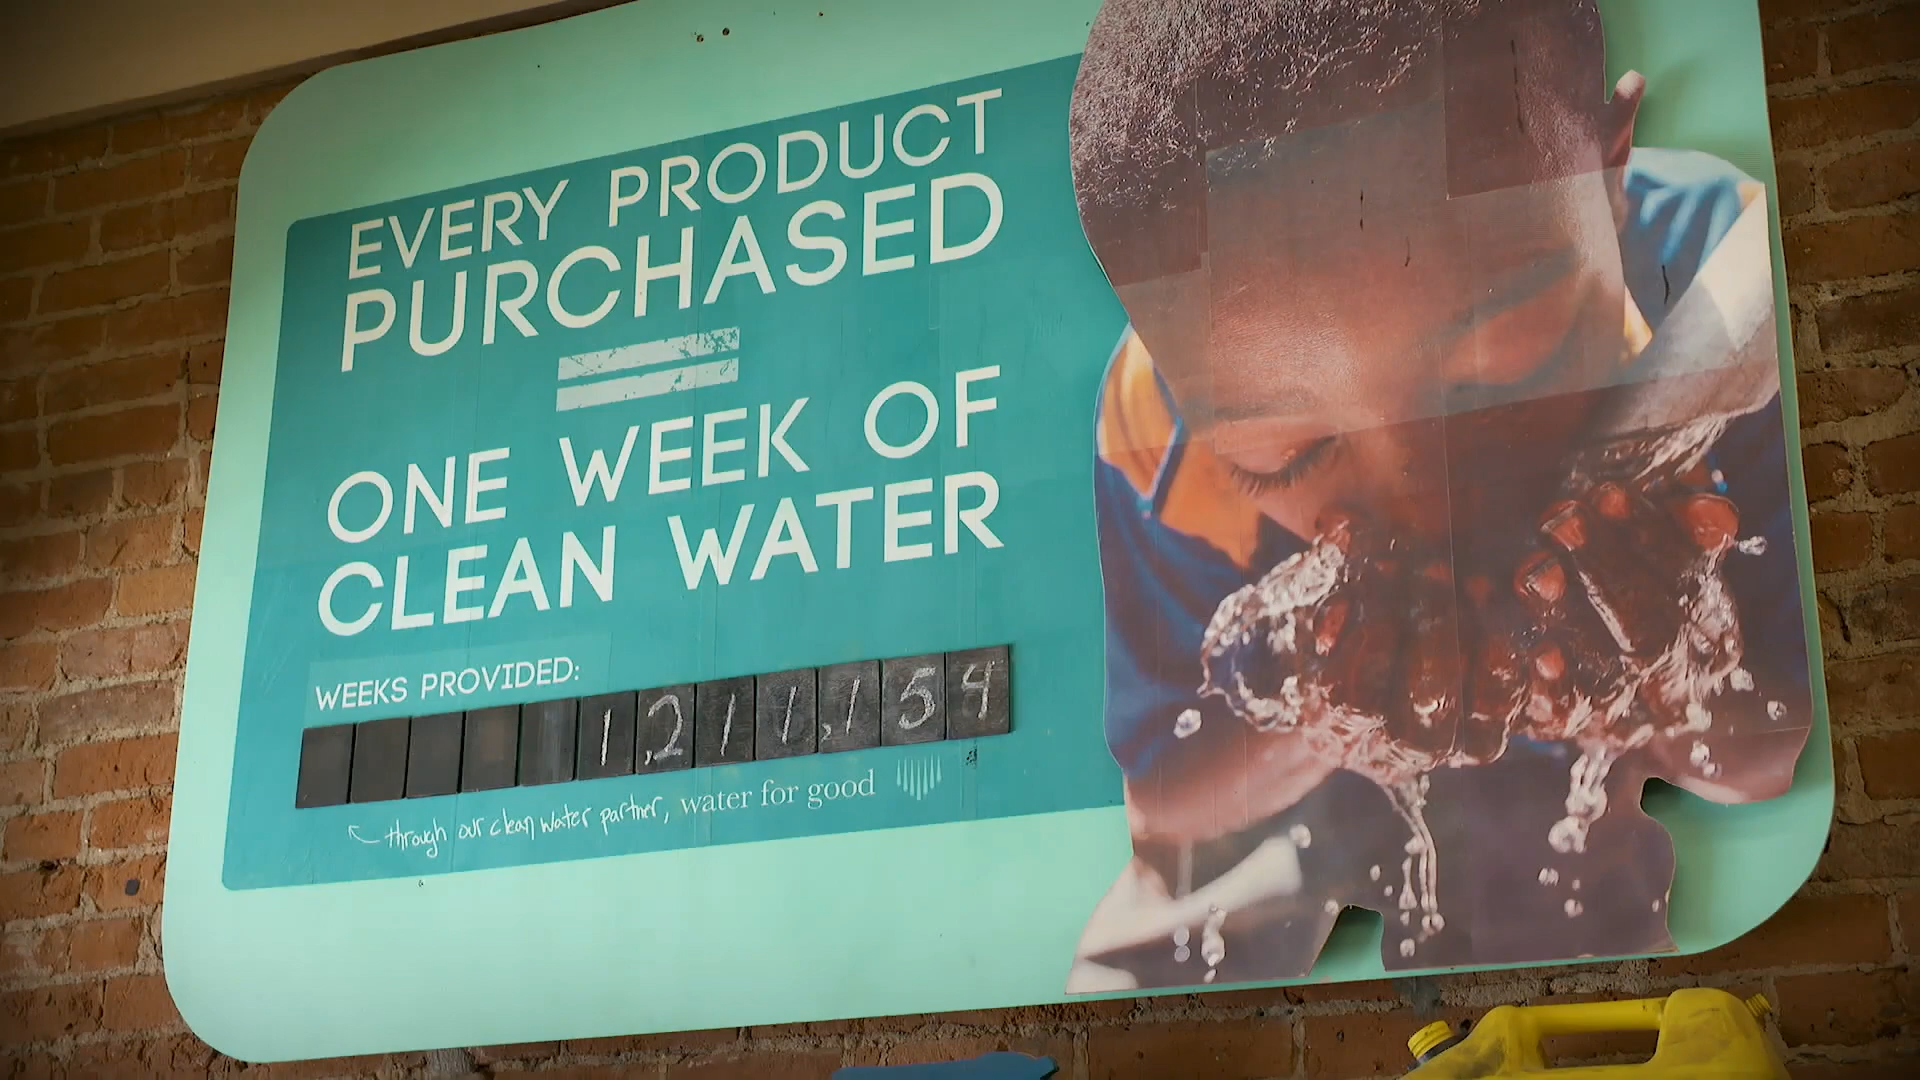 EVERY PRODUCT
PURCHASED
=
ONE WEEK OF
CLEAN WATER
WEEKS PROVIDED:
1,211,154
through our clean water partner, water for good